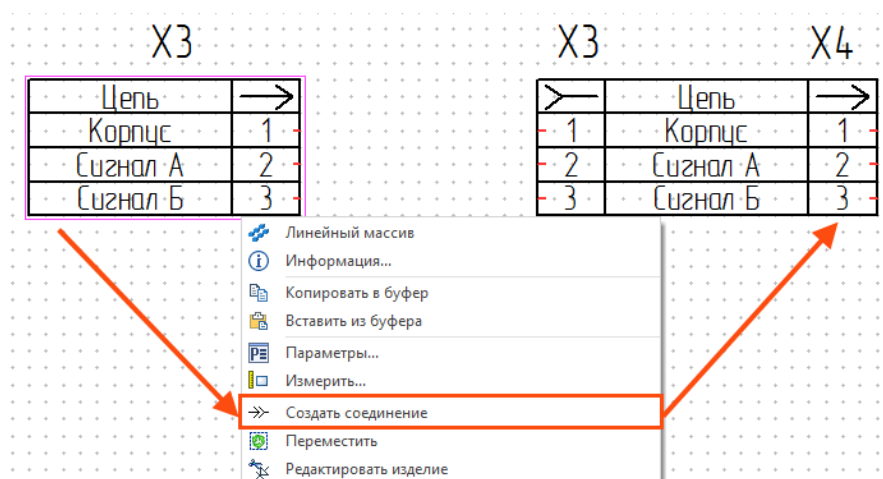 X3 X3 X4
Цепь Цепь
Корпус 1 1 Корпус 1
Сигнал А 2 2 Сигнал А 2
Сигнал Б 3 3 Сигнал Б 3
Линейный массив
Информация...
Копировать в буфер
Вставить из буфера
Параметры...
Измерить...
Создать соединение
Переместить
Редактировать изделие